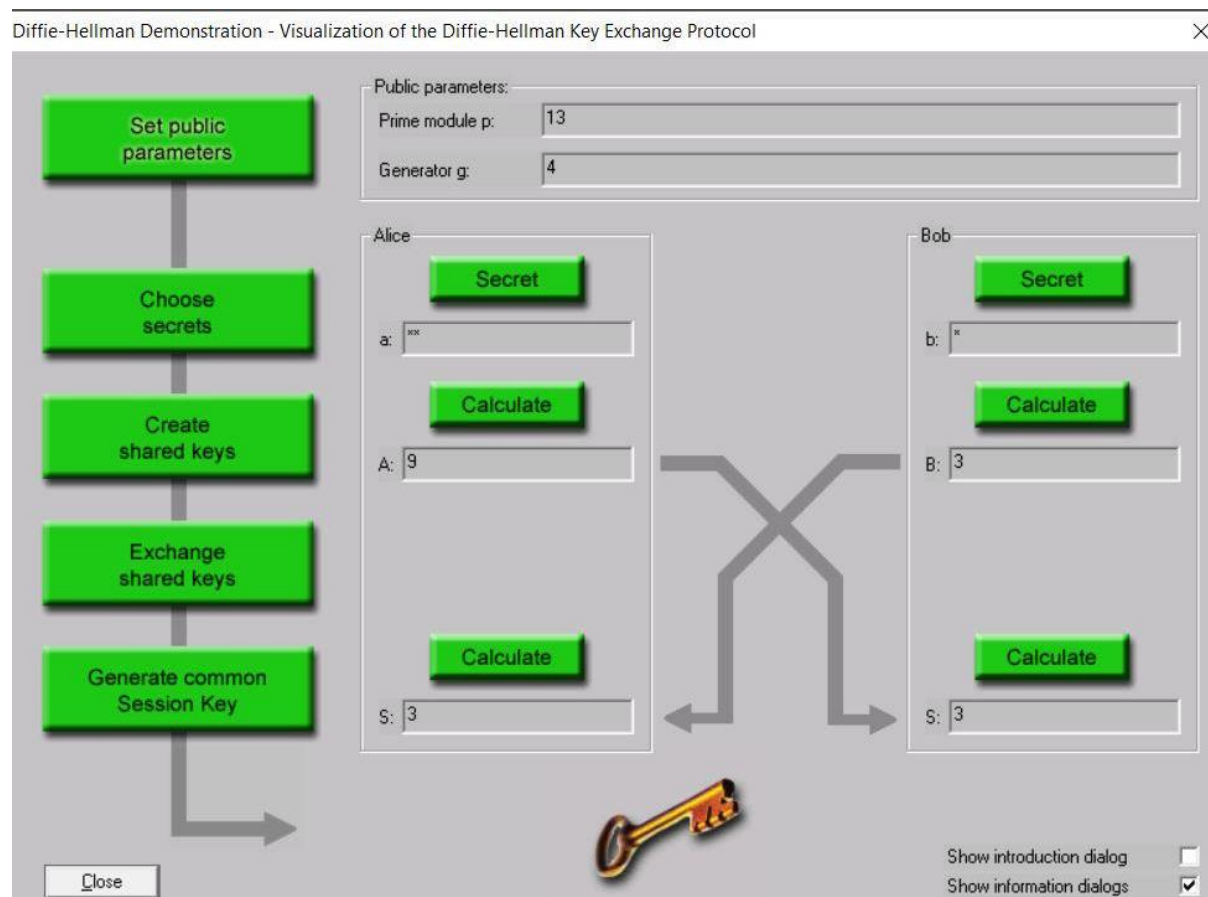 Diffie-Hellman Demonstration - Visualization of the Diffie-Hellman Key Exchange Protocol
Set public
parameters
Choose
secrets
Create
shared keys
Exchange
shared keys
Generate common
Session Key
Close
Public parameters:
Prime module p: 13
Generator g: 4
Alice
Secret
a: **
Calculate
A: 9
Calculate
S: 3
Bob
Secret
b: *
Calculate
B: 3
Calculate
S: 3
Show introduction dialog
Show information dialogs